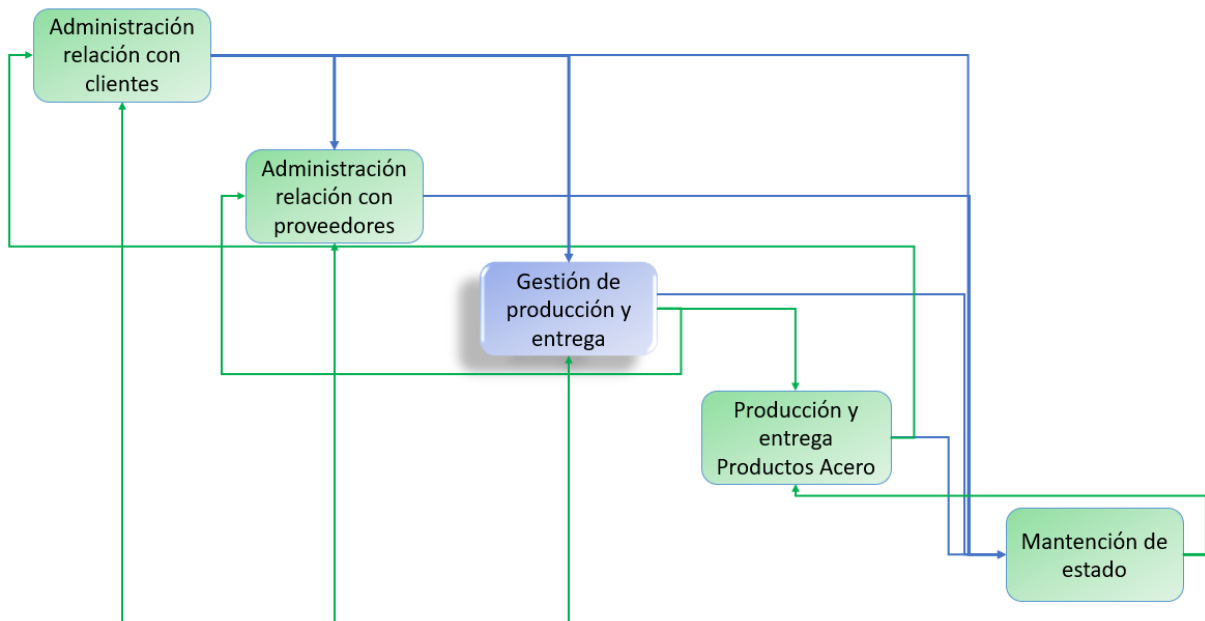 Administración
relación con
clientes
Administración
relación con
proveedores
Gestión de
producción y
entrega
Producción y
entrega
Productos Acero
Mantención de
estado